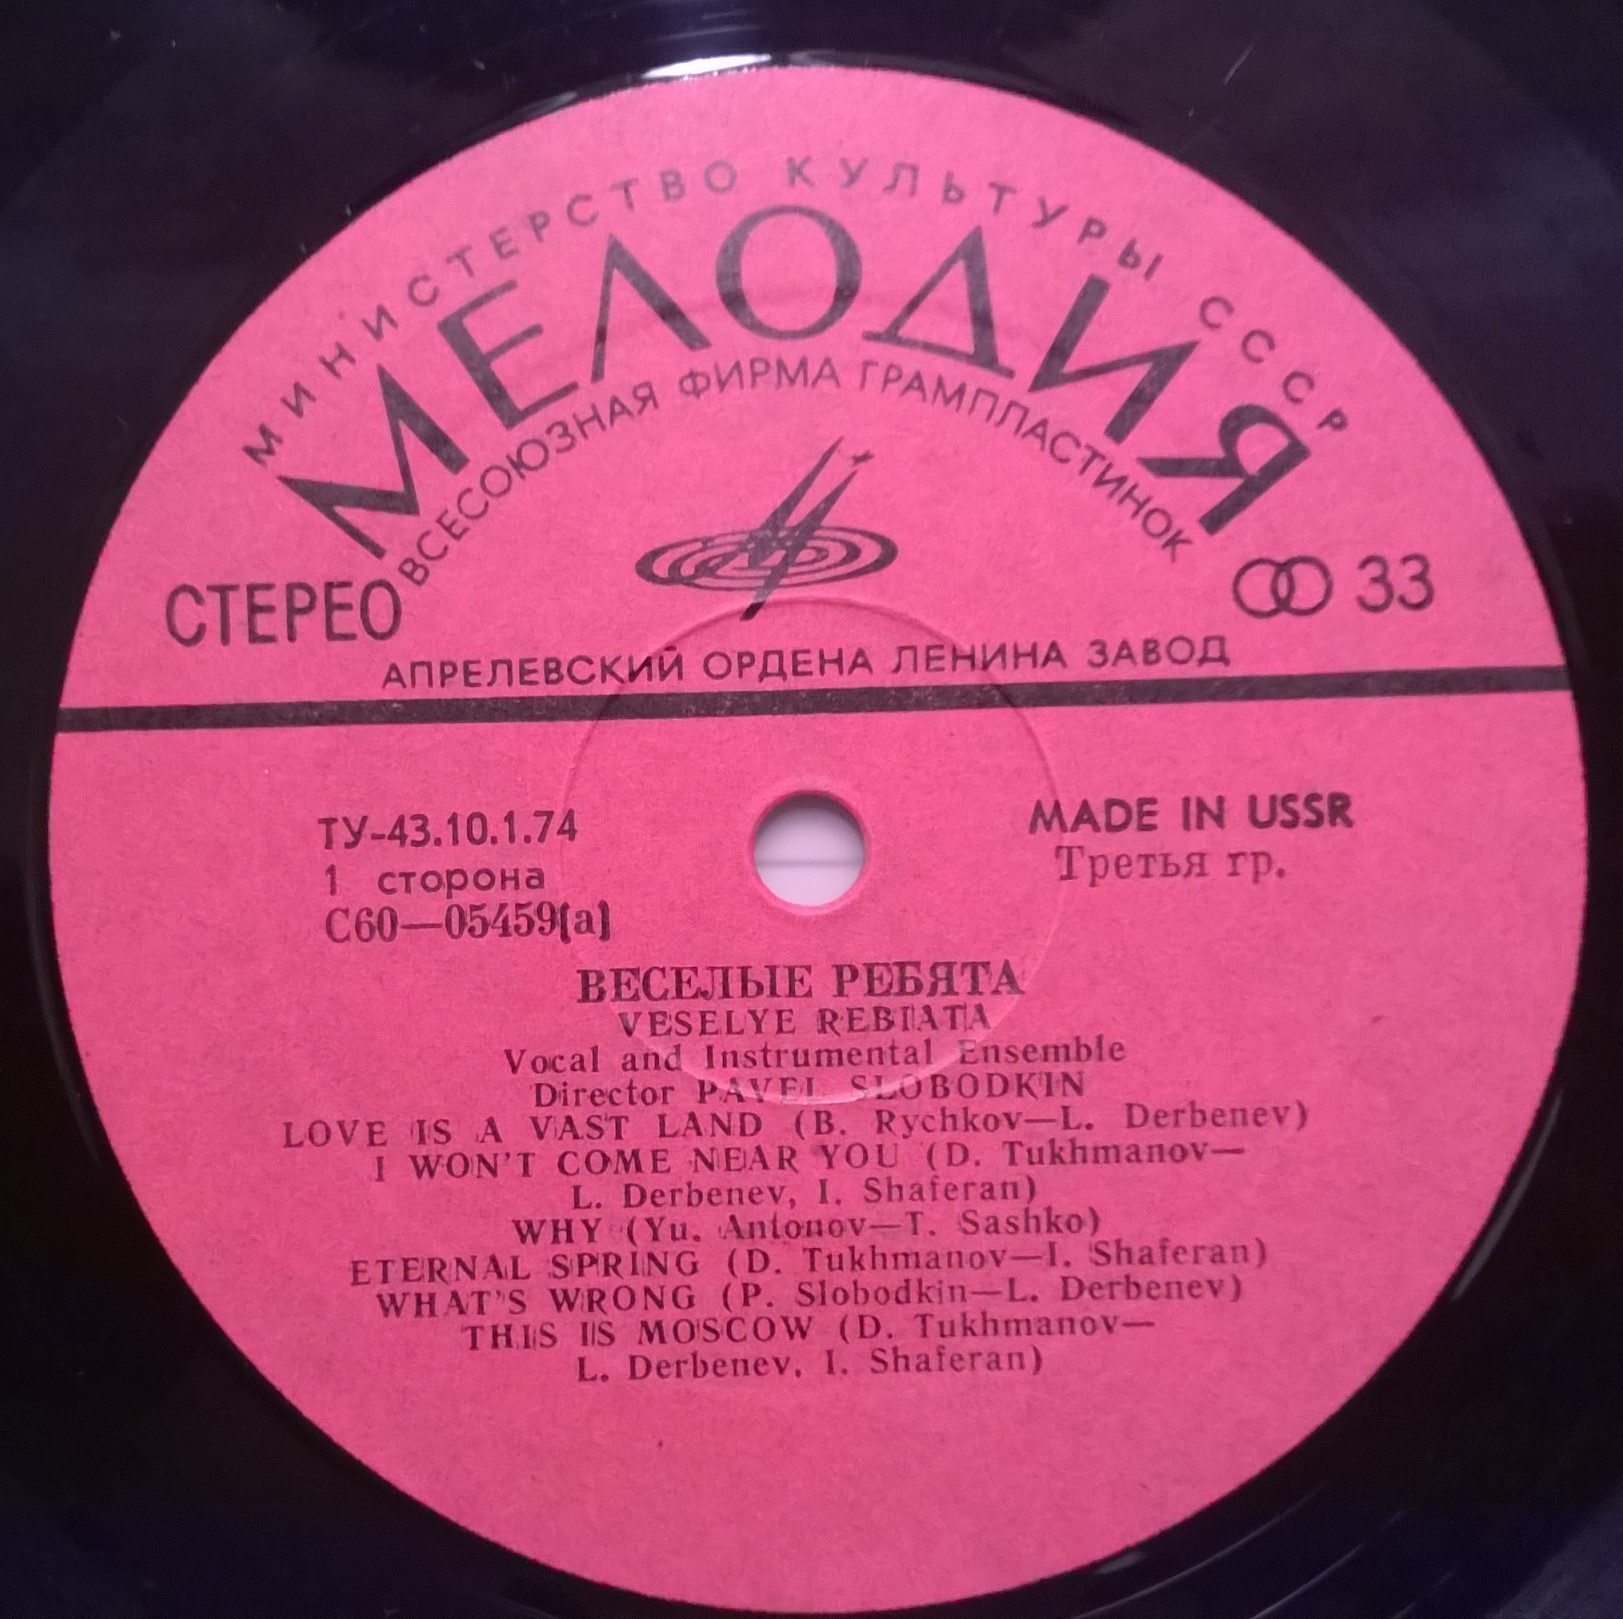 МИНИСТЕРСТВО КУЛЬТУРЫ СССР
МЕЛОДИЯ
ВСЕСОЮЗНАЯ ФИРМА ГРАМПЛАСТИНОК
СТЕРЕО
33
АПРЕЛЕВСКИЙ ОРДЕНА ЛЕНИНА ЗАВОД
ТУ-43.10.1.74
MADE IN USSR
1 сторона
Третья гр.
С60—05459(а)
ВЕСЕЛЫЕ РЕБЯТА
VESELYE REBIATA
Vocal and Instrumental Ensemble
Director PAVEL SLOBODKIN
LOVE IS A VAST LAND (B. Rychkov—L. Derbenev)
I WON'T COME NEAR YOU (D. Tukhmanov—
L. Derbenev, I. Shaferan)
WHY (Yu. Antonov—T. Sashko)
ETERNAL SPRING (D. Tukhmanov—I. Shaferan)
WHAT'S WRONG (P. Slobodkin—L. Derbenev)
THIS IS MOSCOW (D. Tukhmanov—
L. Derbenev, I. Shaferan)